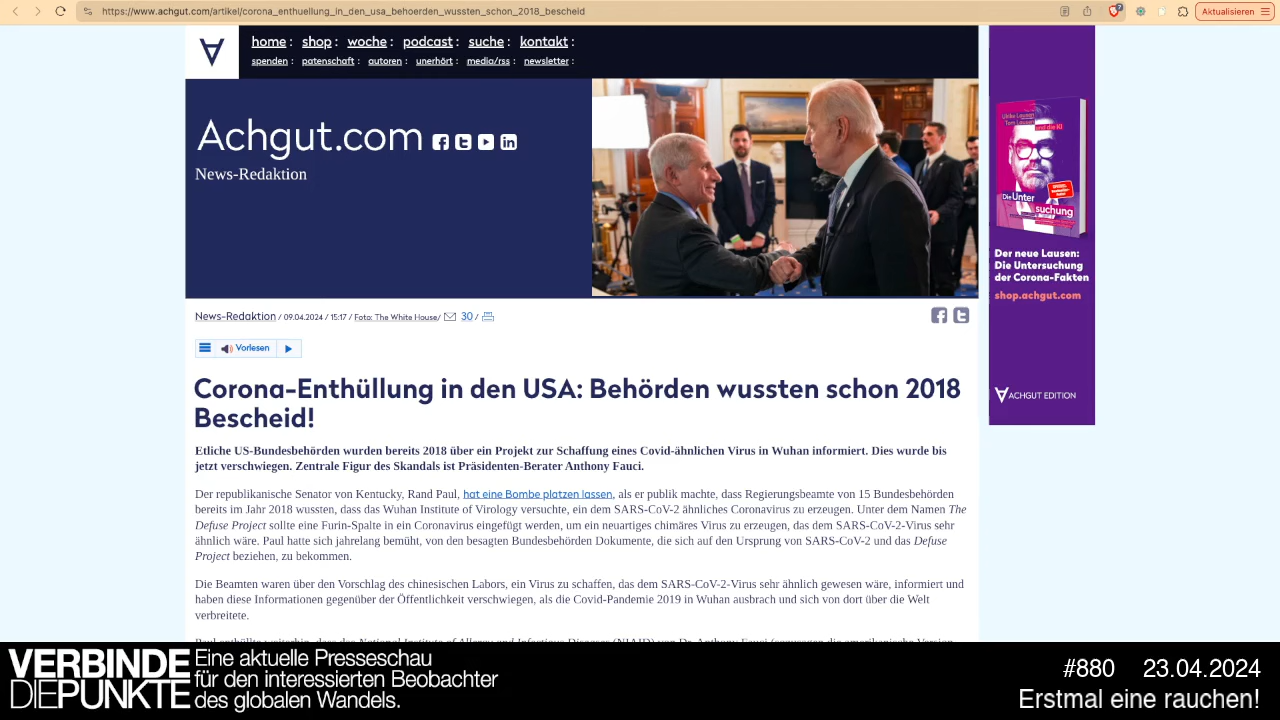 https://www.achgut.com/artikel/corona_enthuellung_in_den_usa_behoerden_wussten_schon_2018_bescheid
Aktualisieren
home : shop : woche : podcast : suche : kontakt :
spenden : patenschaft : autoren : unerhört : media/rss : newsletter :
Achgut.com
News-Redaktion
Ulrike Lausen
Tom Lausen
und die KI
Die Unter
suchung
Der neue Lausen:
Die Untersuchung
der Corona-Fakten
shop.achgut.com
ACHGUT EDITION
News-Redaktion / 09.04.2024 / 15:17 / Foto: The White House/ 30 /
Vorlesen
Corona-Enthüllung in den USA: Behörden wussten schon 2018
Bescheid!
Etliche US-Bundesbehörden wurden bereits 2018 über ein Projekt zur Schaffung eines Covid-ähnlichen Virus in Wuhan informiert. Dies wurde bis
jetzt verschwiegen. Zentrale Figur des Skandals ist Präsidenten-Berater Anthony Fauci.
Der republikanische Senator von Kentucky, Rand Paul, hat eine Bombe platzen lassen, als er publik machte, dass Regierungsbeamte von 15 Bundesbehörden
bereits im Jahr 2018 wussten, dass das Wuhan Institute of Virology versuchte, ein dem SARS-CoV-2 ähnliches Coronavirus zu erzeugen. Unter dem Namen The
Defuse Project sollte eine Furin-Spalte in ein Coronavirus eingefügt werden, um ein neuartiges chimäres Virus zu erzeugen, das dem SARS-CoV-2-Virus sehr
ähnlich wäre. Paul hatte sich jahrelang bemüht, von den besagten Bundesbehörden Dokumente, die sich auf den Ursprung von SARS-CoV-2 und das Defuse
Project beziehen, zu bekommen.
Die Beamten waren über den Vorschlag des chinesischen Labors, ein Virus zu schaffen, das dem SARS-CoV-2-Virus sehr ähnlich gewesen wäre, informiert und
haben diese Informationen gegenüber der Öffentlichkeit verschwiegen, als die Covid-Pandemie 2019 in Wuhan ausbrach und sich von dort über die Welt
verbreitete.
VERBINDE
DIEPUNKTE
Eine aktuelle Presseschau
für den interessierten Beobachter
des globalen Wandels.
#880 23.04.2024
Erstmal eine rauchen!